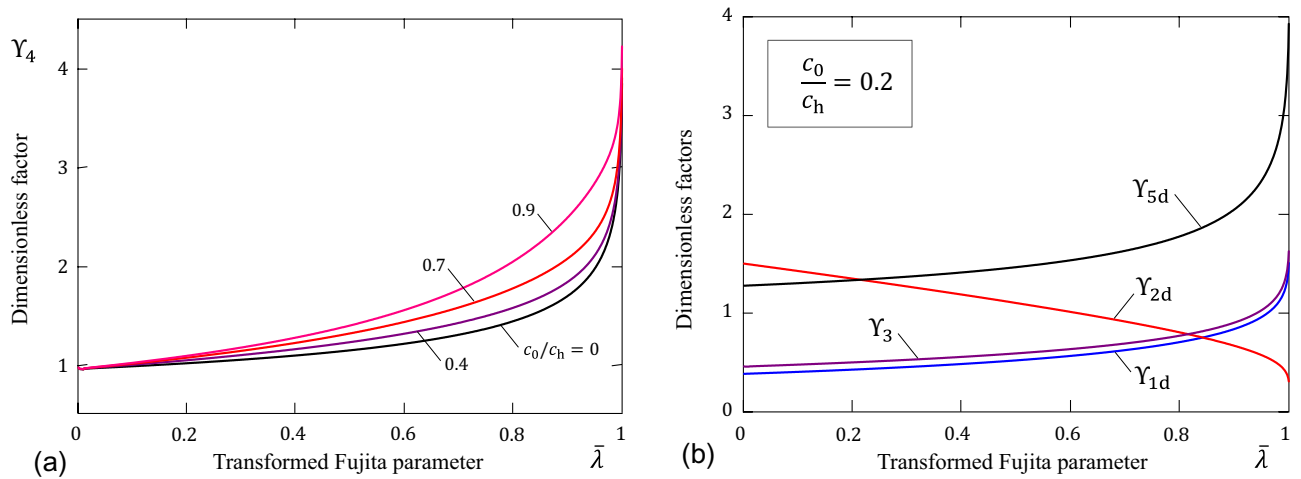 ϒ4
Dimensionless factor
4
3
2
1
0.9
0.7
0.4
c0/ch = 0
0
0.2
0.4
0.6
0.8
1
(a)
Transformed Fujita parameter
λ̄
Dimensionless factors
4
3
2
1
0
c0/ch = 0.2
ϒ5d
ϒ2d
ϒ3
ϒ1d
0
0.2
0.4
0.6
0.8
1
(b)
Transformed Fujita parameter
λ̄